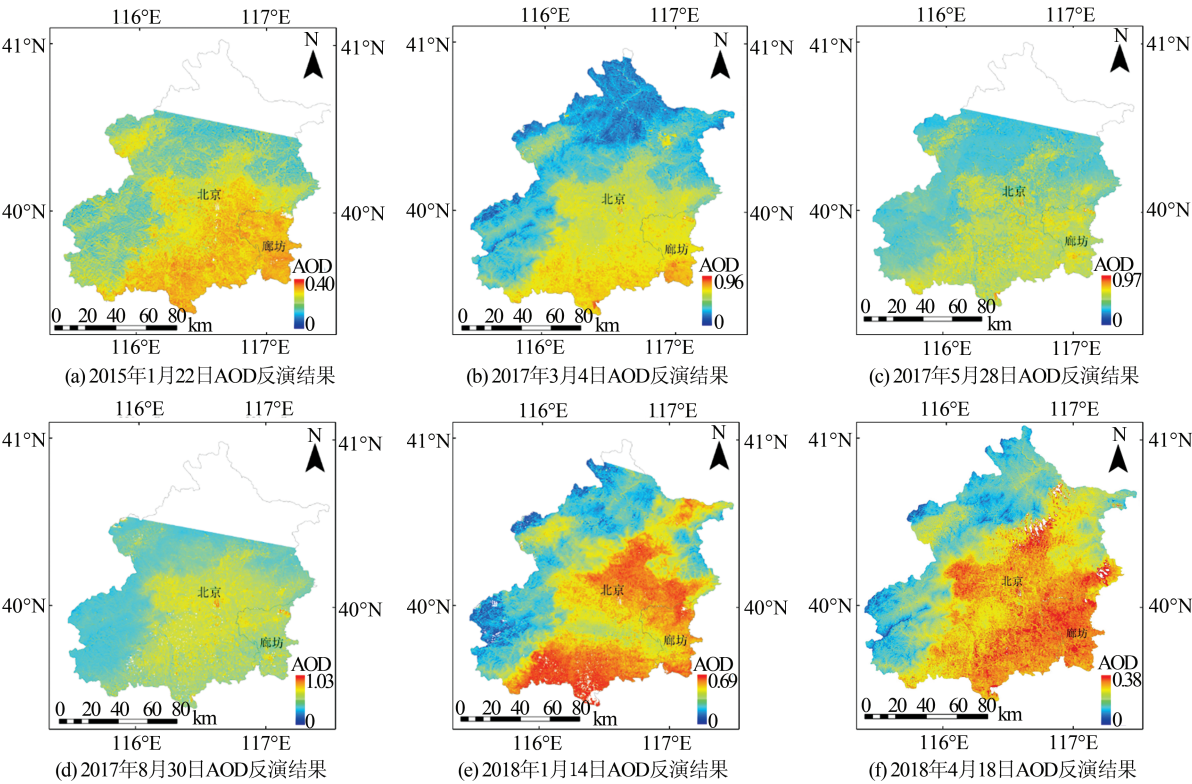 116°E 117°E
41°N 41°N
N
北京
40°N 40°N
廊坊
AOD
0.40
0 20 40 60 80 km
0
116°E 117°E
(a) 2015年1月22日AOD反演结果
116°E 117°E
41°N 41°N
N
北京
40°N 40°N
廊坊
AOD
0.96
0 20 40 60 80 km
0
116°E 117°E
(b) 2017年3月4日AOD反演结果
116°E 117°E
41°N 41°N
N
北京
40°N 40°N
廊坊
AOD
0.97
0 20 40 60 80 km
0
116°E 117°E
(c) 2017年5月28日AOD反演结果
116°E 117°E
41°N 41°N
N
北京
40°N 40°N
廊坊
AOD
1.03
0 20 40 60 80 km
0
116°E 117°E
(d) 2017年8月30日AOD反演结果
116°E 117°E
41°N 41°N
N
北京
40°N 40°N
廊坊
AOD
0.69
0 20 40 60 80 km
0
116°E 117°E
(e) 2018年1月14日AOD反演结果
116°E 117°E
41°N 41°N
N
北京
40°N 40°N
廊坊
AOD
0.38
0 20 40 60 80 km
0
116°E 117°E
(f) 2018年4月18日AOD反演结果